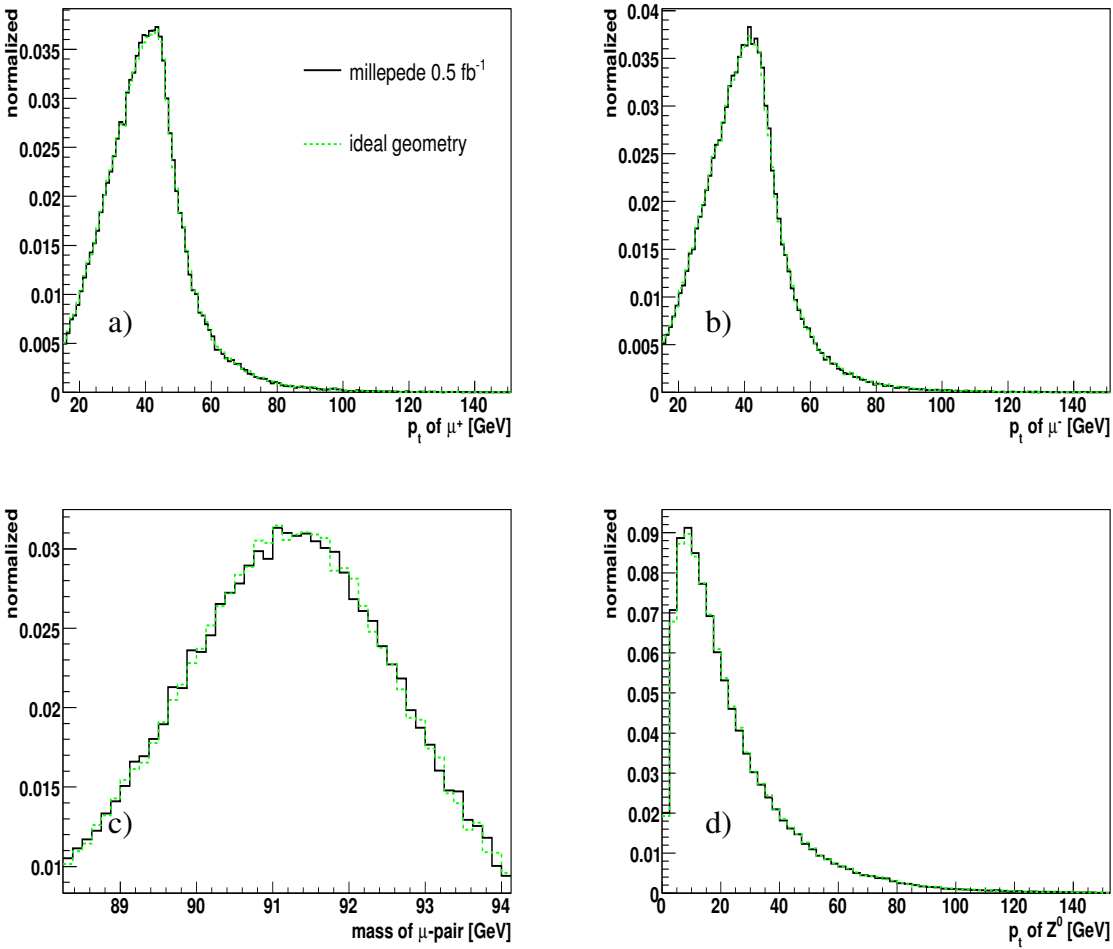 normalized
0.035
0.03
0.025
0.02
0.015
0.01
0.005
0
millepede 0.5 fb⁻¹
ideal geometry
a)
20 40 60 80 100 120 140
pₜ of μ⁺ [GeV]
normalized
0.04
0.035
0.03
0.025
0.02
0.015
0.01
0.005
0
b)
20 40 60 80 100 120 140
pₜ of μ⁻ [GeV]
normalized
0.03
0.025
0.02
0.015
0.01
c)
89 90 91 92 93 94
mass of μ-pair [GeV]
normalized
0.09
0.08
0.07
0.06
0.05
0.04
0.03
0.02
0.01
0
d)
0 20 40 60 80 100 120 140
pₜ of Z⁰ [GeV]